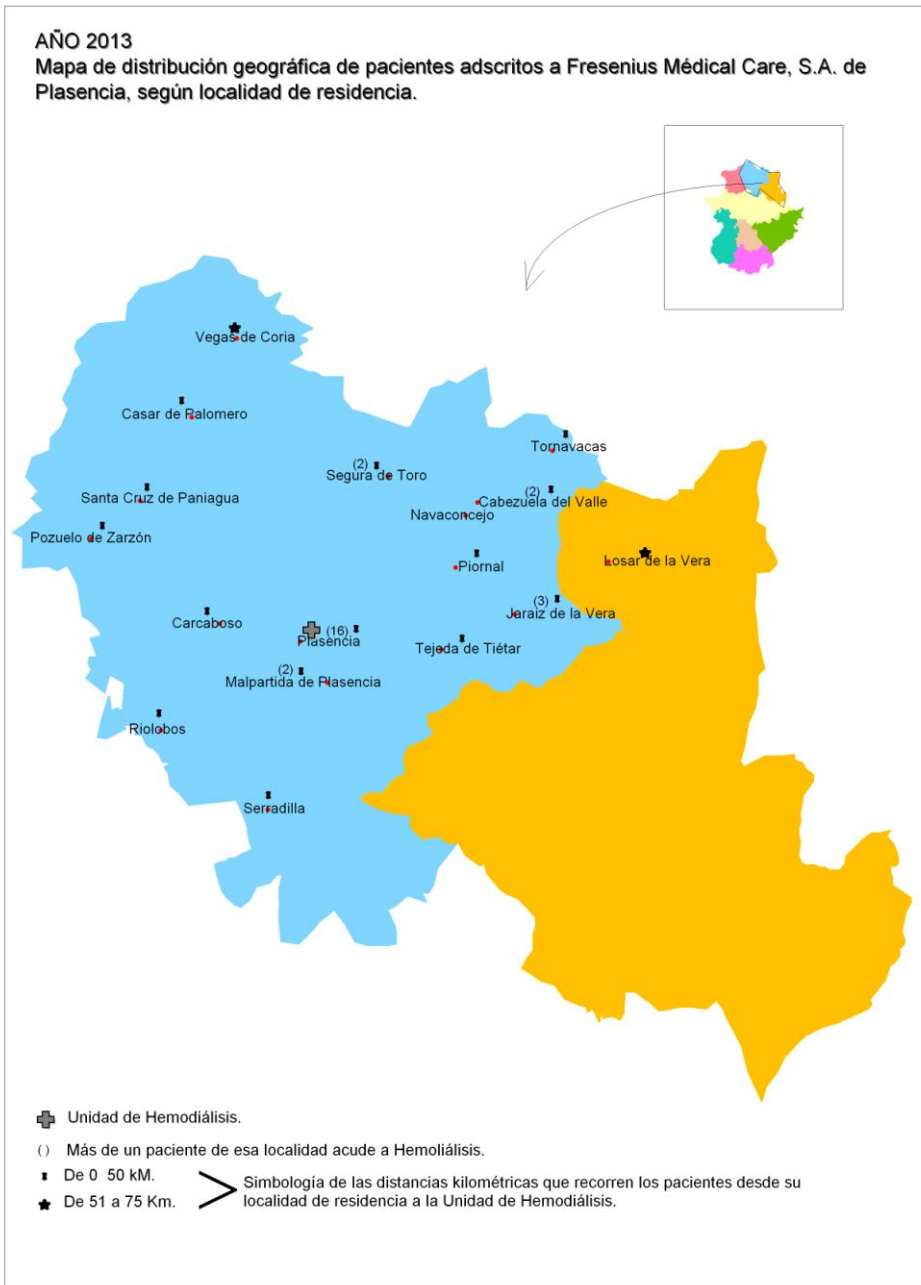 AÑO 2013
Mapa de distribución geográfica de pacientes adscritos a Fresenius Médical Care, S.A. de
Plasencia, según localidad de residencia.
Vegas de Coria
Casar de Palomero
Tornavacas
(2)
Segura de Toro
Santa Cruz de Paniagua
(2)
Cabezuela del Valle
Navaconcejo
Pozuelo de Zarzón
Losar de la Vera
Piornal
(3)
Jaraiz de la Vera
Carcaboso
(16)
Plasencia
Tejeda de Tiétar
(2)
Malpartida de Plasencia
Riolobos
Serradilla
Unidad de Hemodiálisis.
( ) Más de un paciente de esa localidad acude a Hemoliálisis.
De 0 50 kM.
De 51 a 75 Km.
Simbología de las distancias kilométricas que recorren los pacientes desde su
localidad de residencia a la Unidad de Hemodiálisis.